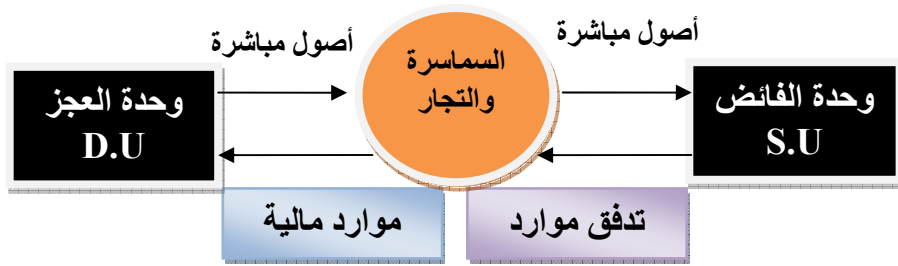 أصول مباشرة
أصول مباشرة
وحدة الفائض
S.U
السماسرة
والتجار
وحدة العجز
D.U
تدفق موارد
موارد مالية